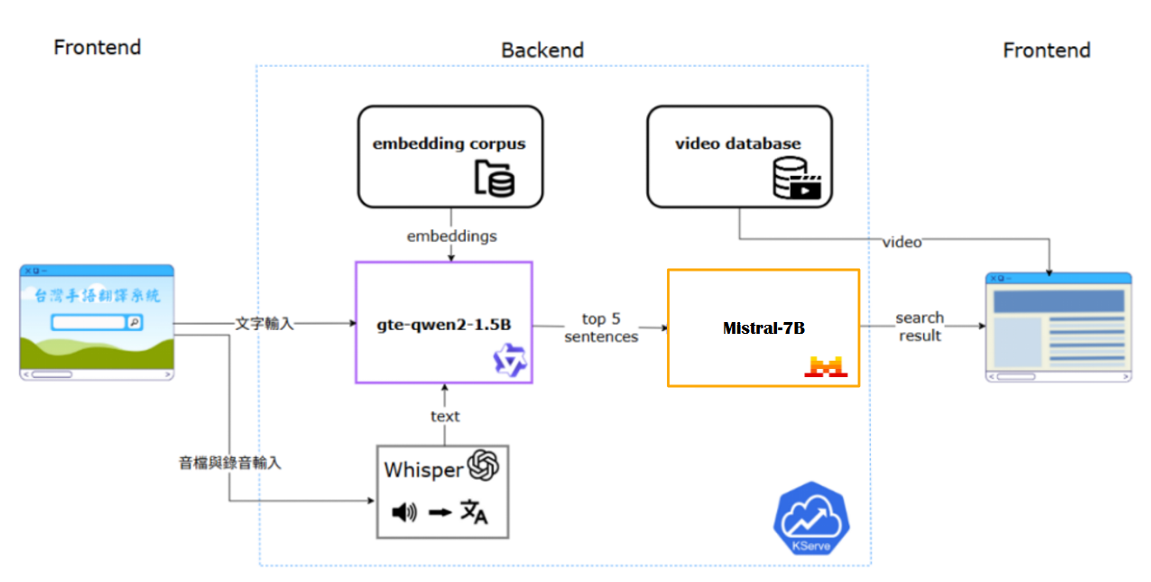 Frontend
Backend
Frontend
embedding corpus
video database
embeddings
video
台灣手語翻譯系統
文字輸入
gte-qwen2-1.5B
top 5
sentences
Mistral-7B
search
result
text
音檔與錄音輸入
Whisper
文A
KServe